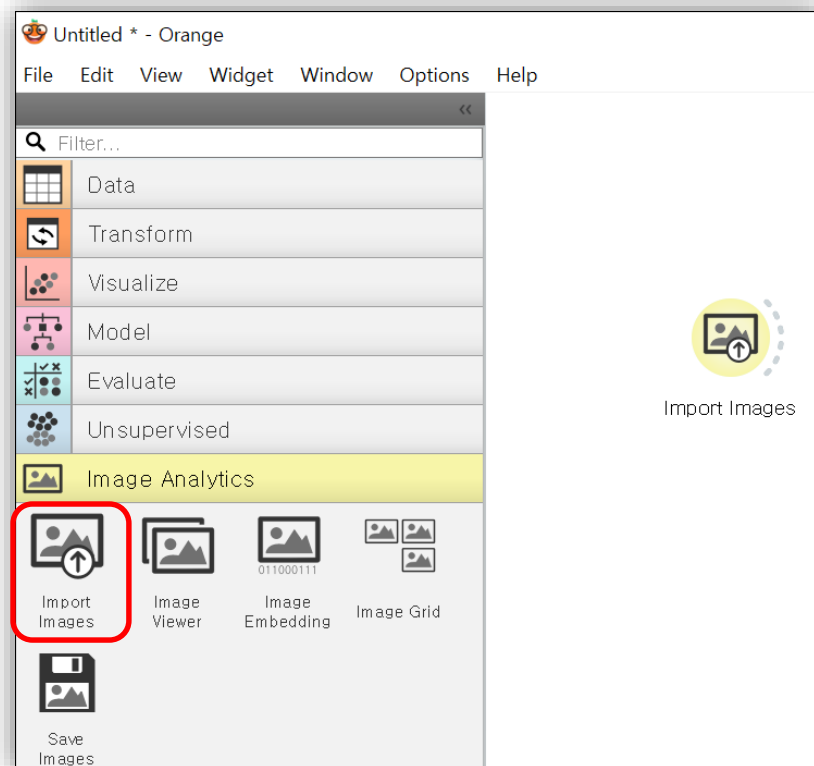 Untitled * - Orange
File Edit View Widget Window Options Help
«
Filter...
Data
Transform
Visualize
Model
Evaluate
Unsupervised
Image Analytics
Import Images
011000111
Import
Images
Image
Viewer
Image
Embedding
Image Grid
Save
Images